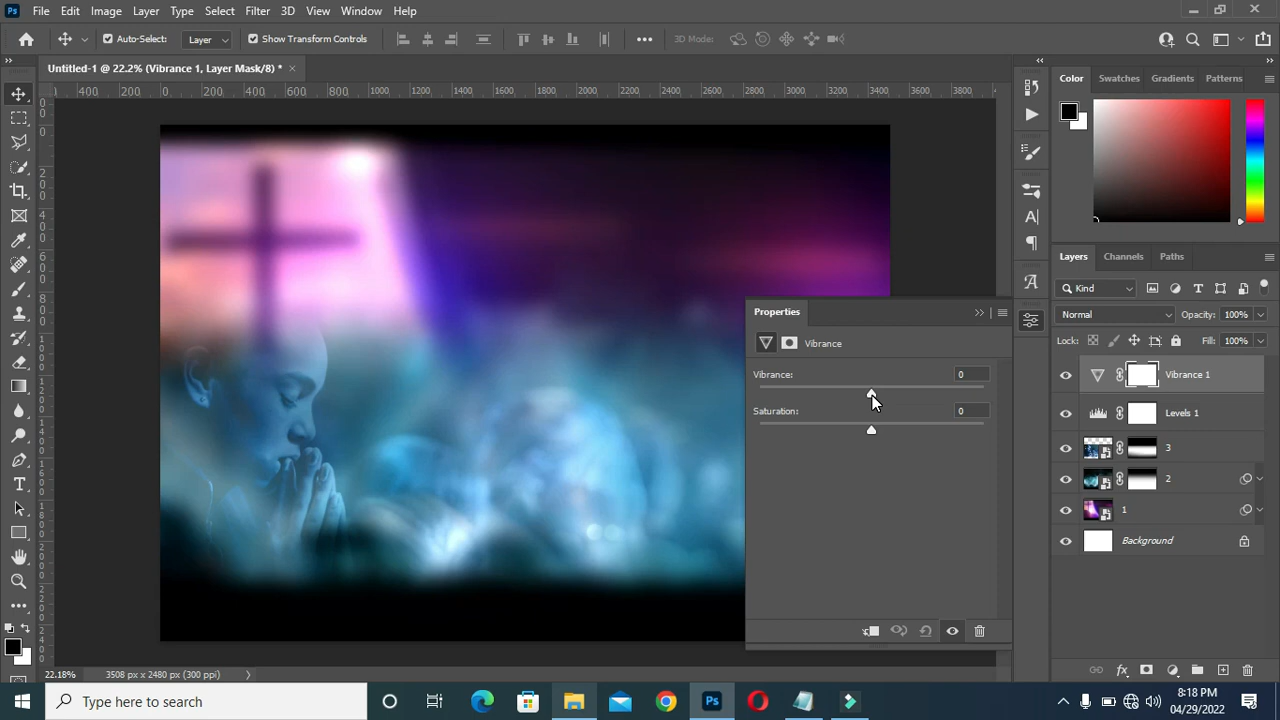 Ps File Edit Image Layer Type Select Filter 3D View Window Help
Auto-Select: Layer Show Transform Controls 3D Mode:
Untitled-1 @ 22.2% (Vibrance 1, Layer Mask/8) * ×
400 200 0 200 400 600 800 1000 1200 1400 1600 1800 2000 2200 2400 2600 2800 3000 3200 3400 3600 3800
Color Swatches Gradients Patterns
Layers Channels Paths
Kind
Normal Opacity: 100%
Lock: Fill: 100%
Vibrance 1
Levels 1
3
2
1
Background
Properties
Vibrance
Vibrance: 0
Saturation: 0
22.18% 3508 px x 2480 px (300 ppi)
Type here to search
Ps
8:18 PM
04/29/2022